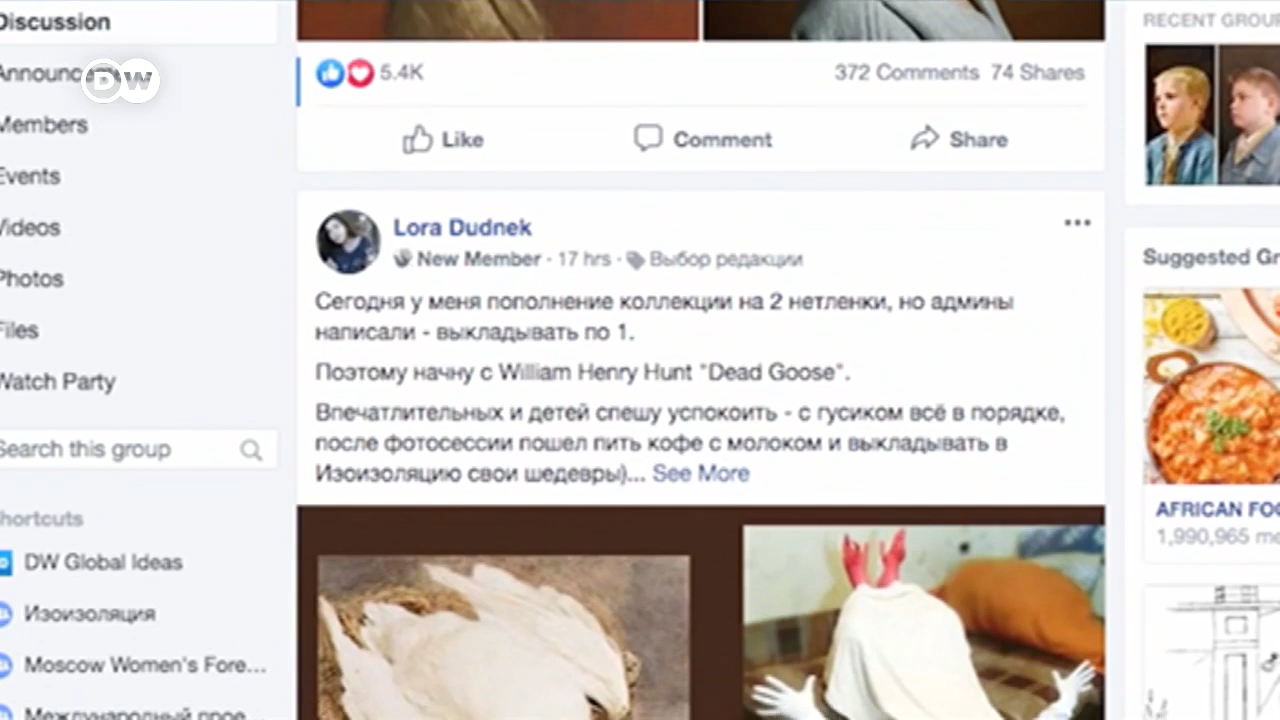 Discussion
DW
Members
Events
Videos
Photos
Files
Watch Party
Search this group
Shortcuts
DW Global Ideas
Изоизоляция
Moscow Women's Fore...
Международный прое...
5.4K
372 Comments 74 Shares
Like Comment Share
Lora Dudnek
New Member · 17 hrs · Выбор редакции
Сегодня у меня пополнение коллекции на 2 нетленки, но админы
написали - выкладывать по 1.
Поэтому начну с William Henry Hunt "Dead Goose".
Впечатлительных и детей спешу успокоить - с гусиком всё в порядке,
после фотосессии пошел пить кофе с молоком и выкладывать в
Изоизоляцию свои шедевры)... See More
RECENT GROUP
Suggested Gr
AFRICAN FOO
1,990,965 me